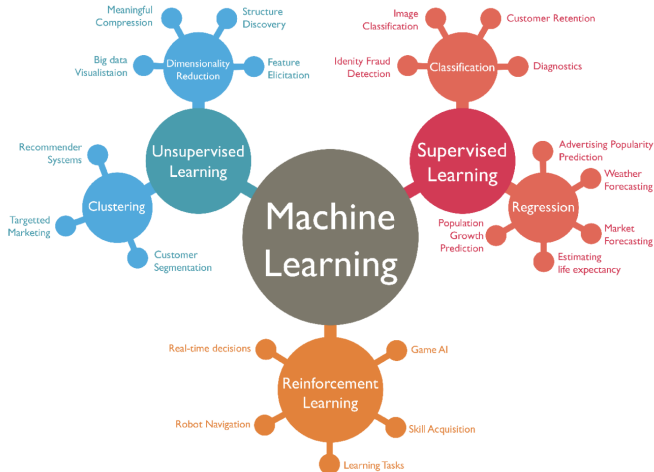 Meaningful
Compression
Structure
Discovery
Big data
Visualistaion
Dimensionality
Reduction
Feature
Elicitation
Unsupervised
Learning
Recommender
Systems
Clustering
Targetted
Marketing
Customer
Segmentation
Machine
Learning
Image
Classification
Customer Retention
Idenity Fraud
Detection
Classification
Diagnostics
Supervised
Learning
Advertising Popularity
Prediction
Weather
Forecasting
Regression
Population
Growth
Prediction
Market
Forecasting
Estimating
life expectancy
Real-time decisions
Game AI
Reinforcement
Learning
Robot Navigation
Skill Acquisition
Learning Tasks